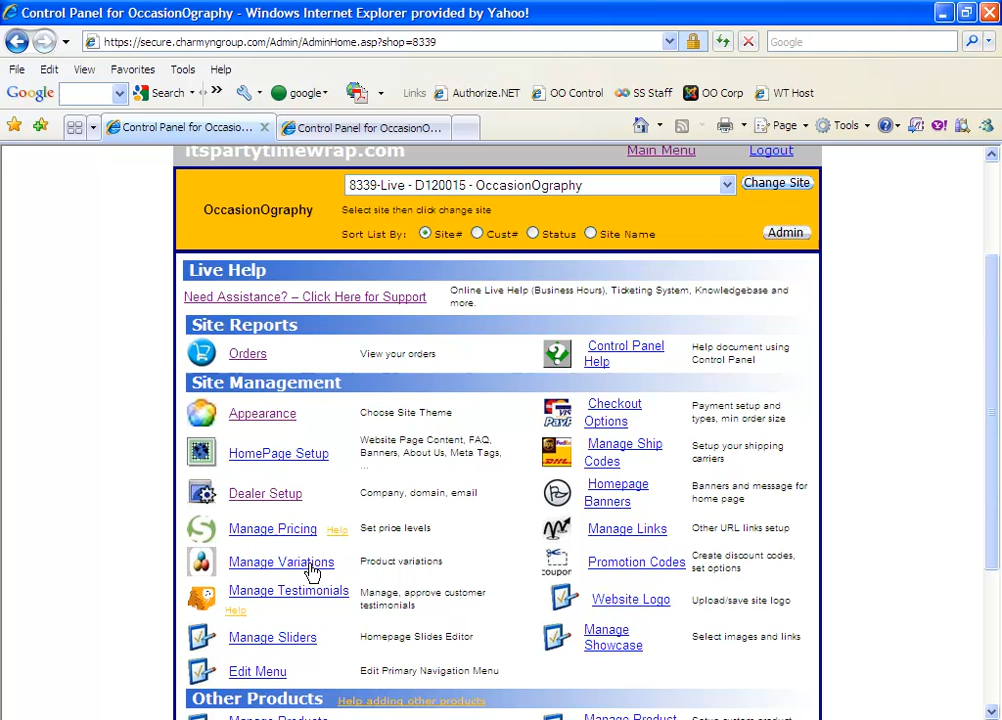 Control Panel for OccasionOgraphy - Windows Internet Explorer provided by Yahoo!
https://secure.charmyngroup.com/Admin/AdminHome.asp?shop=8339
Google
File Edit View Favorites Tools Help
Google Search google Links Authorize.NET OO Control SS Staff OO Corp WT Host
Control Panel for Occasio... Control Panel for OccasionO... Page Tools
itspartytimewrap.com Main Menu Logout
8339-Live - D120015 - OccasionOgraphy Change Site
OccasionOgraphy Select site then click change site
Sort List By: Site# Cust# Status Site Name Admin
Live Help
Need Assistance? – Click Here for Support Online Live Help (Business Hours), Ticketing System, Knowledgebase and
more.
Site Reports
Orders View your orders
Control Panel Help document using
Help Control Panel
Site Management
Appearance Choose Site Theme
Checkout Payment setup and
Options types, min order size
HomePage Setup Website Page Content, FAQ,
Banners, About Us, Meta Tags,
...
Manage Ship Setup your shipping
Codes carriers
Dealer Setup Company, domain, email
Homepage Banners and message for
Banners home page
Manage Pricing Help Set price levels
Manage Links Other URL links setup
Manage Variations Product variations
coupon Promotion Codes Create discount codes,
set options
Manage Testimonials Manage, approve customer
Help testimonials
Website Logo Upload/save site logo
Manage Sliders Homepage Slides Editor
Manage Select images and links
Showcase
Edit Menu Edit Primary Navigation Menu
Other Products Help adding other products
Manage Products
Manage Product